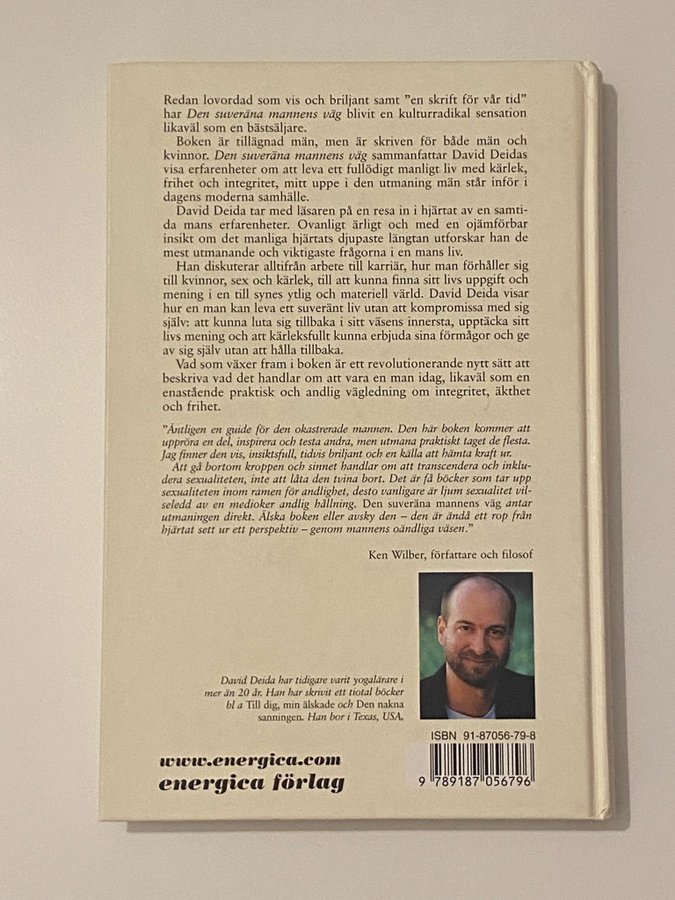 Redan lovordad som vis och briljant samt ”en skrift för vår tid”
har Den suveräna mannens väg blivit en kulturradikal sensation
likaväl som en bästsäljare.
Boken är tillägnad män, men är skriven för både män och
kvinnor. Den suveräna mannens väg sammanfattar David Deidas
visa erfarenheter om att leva ett fullödigt manligt liv med kärlek,
frihet och integritet, mitt uppe i den utmaning män står inför i
dagens moderna samhälle.
David Deida tar med läsaren på en resa in i hjärtat av en samti-
da mans erfarenheter. Ovanligt ärligt och med en ojämförbar
insikt om det manliga hjärtats djupaste längtan utforskar han de
mest utmanande och viktigaste frågorna i en mans liv.
Han diskuterar alltifrån arbete till karriär, hur man förhåller sig
till kvinnor, sex och kärlek, till att kunna finna sitt livs uppgift och
mening i en till synes ytlig och materiell värld. David Deida visar
hur en man kan leva ett suveränt liv utan att kompromissa med sig
själv: att kunna luta sig tillbaka i sitt väsens innersta, upptäcka sitt
livs mening och att kärleksfullt kunna erbjuda sina förmågor och ge
av sig själv utan att hålla tillbaka.
Vad som växer fram i boken är ett revolutionerande nytt sätt att
beskriva vad det handlar om att vara en man idag, likaväl som en
enastående praktisk och andlig vägledning om integritet, äkthet
och frihet.
”Äntligen en guide för den okastrerade mannen. Den här boken kommer att
uppröra en del, inspirera och testa andra, men utmana praktiskt taget de flesta.
Jag finner den vis, insiktsfull, tidvis briljant och en källa att hämta kraft ur.
Att gå bortom kroppen och sinnet handlar om att transcendera och inklu-
dera sexualiteten, inte att låta den tvina bort. Det är få böcker som tar upp
sexualiteten inom ramen för andlighet, desto vanligare är ljum sexualitet vil-
seledd av en medioker andlig hållning. Den suveräna mannens väg antar
utmaningen direkt. Älska boken eller avsky den – den är ändå ett rop från
hjärtat sett ur ett perspektiv – genom mannens oändliga väsen.”
Ken Wilber, författare och filosof
David Deida har tidigare varit yogalärare i
mer än 20 år. Han har skrivit ett tiotal böcker
bl a Till dig, min älskade och Den nakna
sanningen. Han bor i Texas, USA.
www.energica.com
energica förlag
ISBN 91-87056-79-8
9 789187 056796